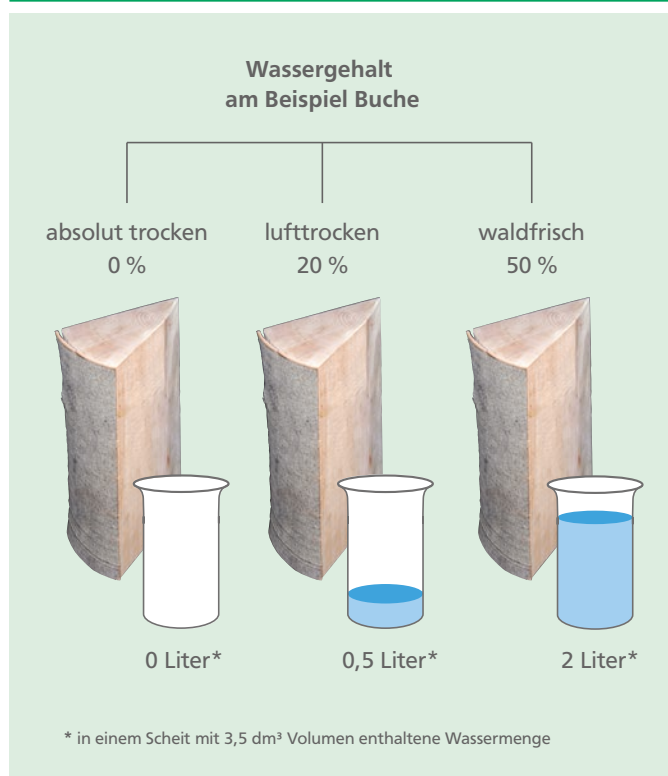 Wassergehalt
am Beispiel Buche
absolut trocken
0 %
lufttrocken
20 %
waldfrisch
50 %
0 Liter*
0,5 Liter*
2 Liter*
* in einem Scheit mit 3,5 dm³ Volumen enthaltene Wassermenge